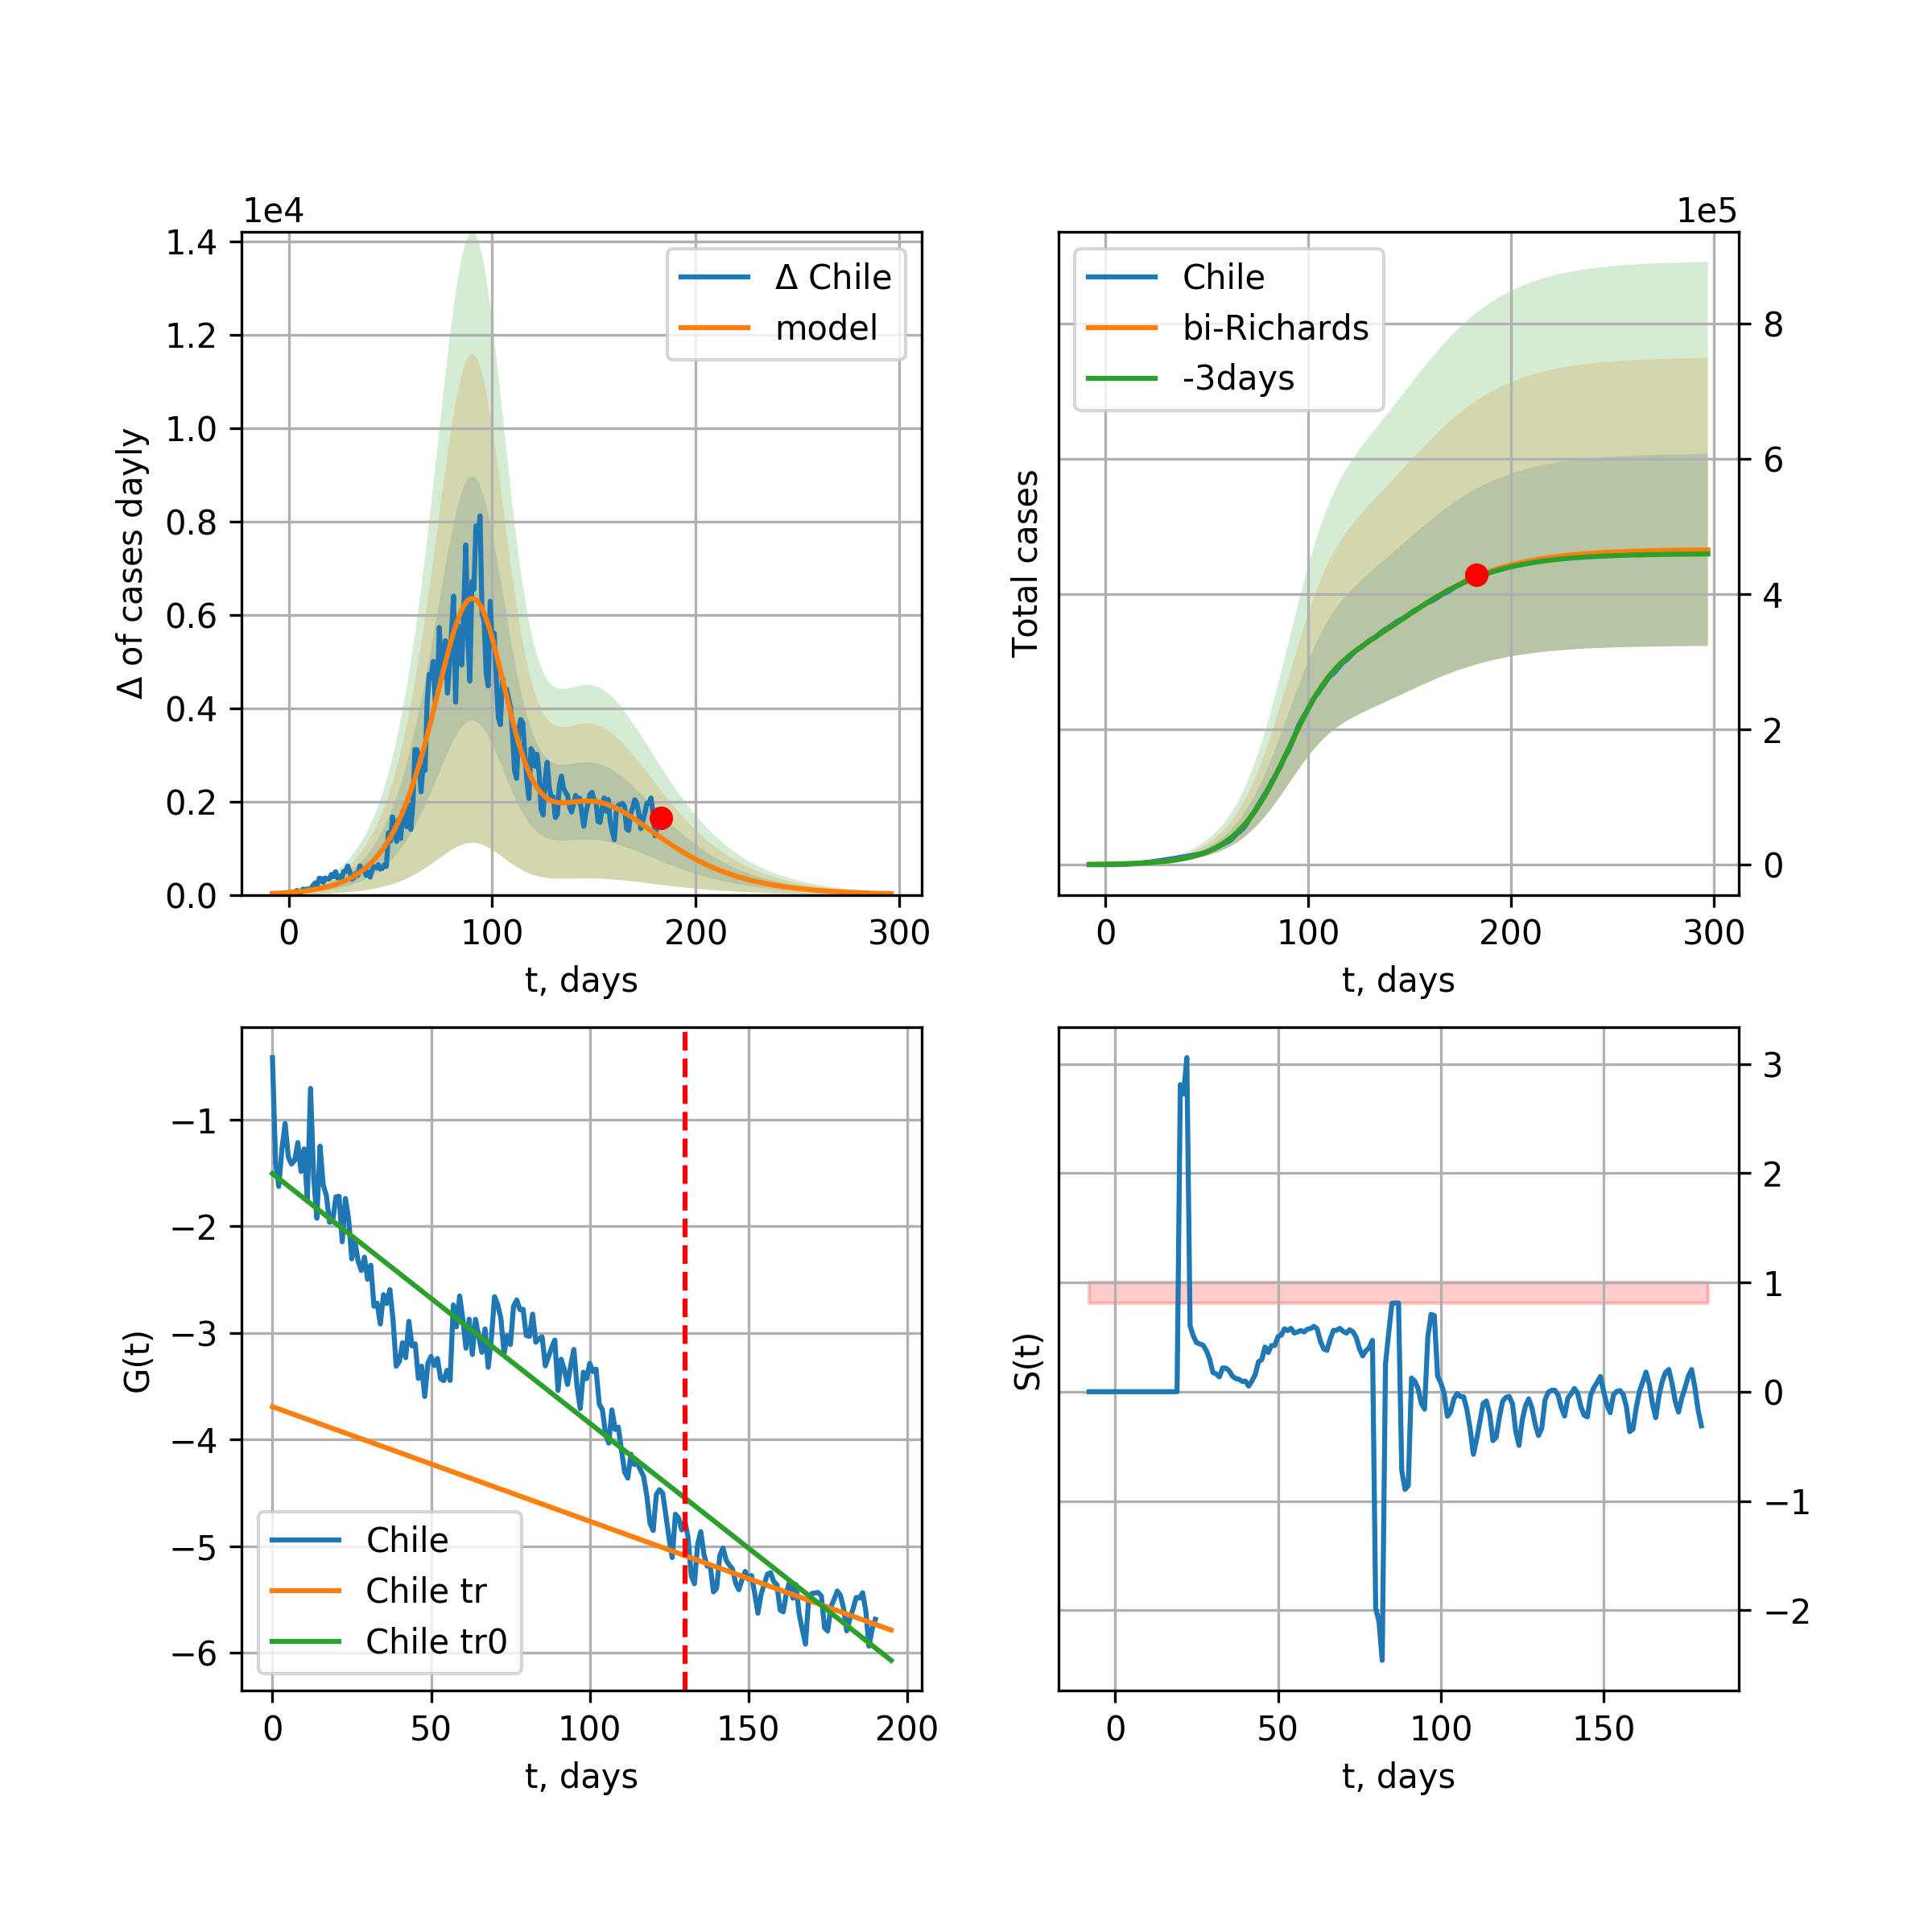 1e4
1.4
1.2
1.0
0.8
0.6
0.4
0.2
0.0
Δ of cases dayly
Δ Chile
model
0 100 200 300
t, days
1e5
Chile
bi-Richards
-3days
Total cases
8
6
4
2
0
0 100 200 300
t, days
−1
−2
−3
−4
−5
−6
G(t)
Chile
Chile tr
Chile tr0
0 50 100 150 200
t, days
S(t)
3
2
1
0
−1
−2
0 50 100 150
t, days